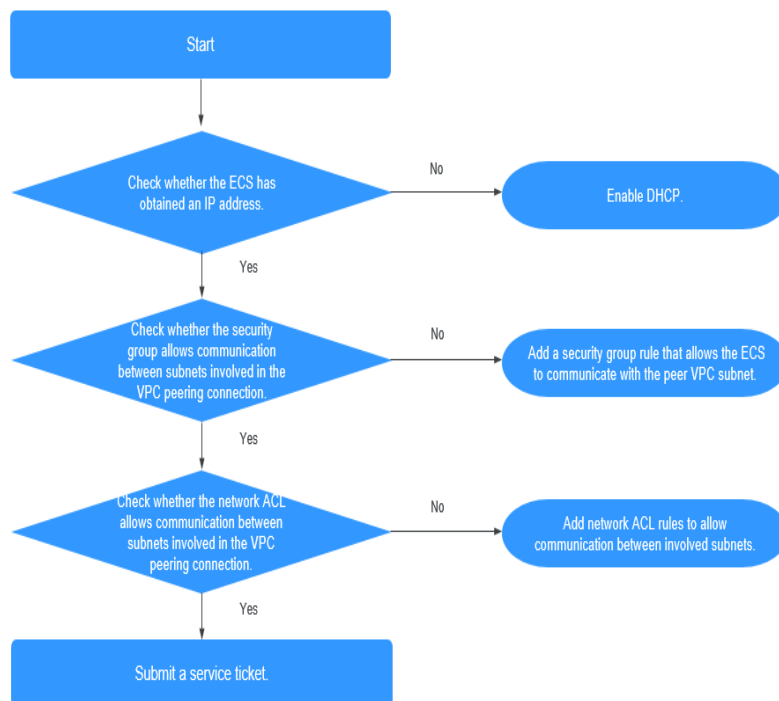 Start
Check whether the ECS has
obtained an IP address.
No
Enable DHCP.
Yes
Check whether the security
group allows communication
between subnets involved in the
VPC peering connection.
No
Add a security group rule that allows the ECS
to communicate with the peer VPC subnet.
Yes
Check whether the network ACL
allows communication between
subnets involved in the VPC
peering connection.
No
Add network ACL rules to allow
communication between involved subnets.
Yes
Submit a service ticket.